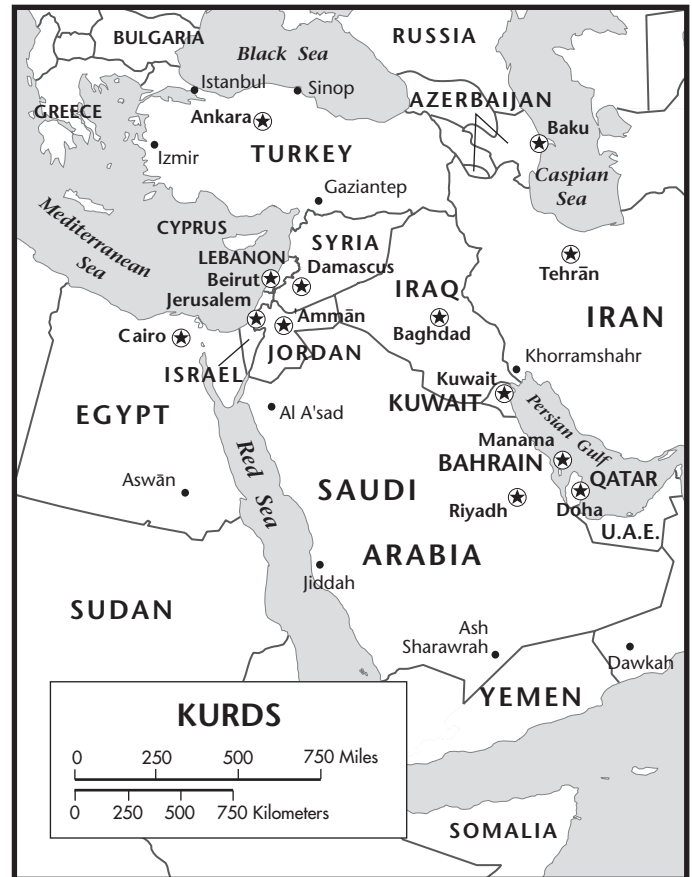 BULGARIA
Black Sea
RUSSIA
Istanbul
Sinop
AZERBAIJAN
GREECE
Ankara
Baku
Izmir
TURKEY
Caspian
Sea
Gaziantep
Mediterranean
Sea
CYPRUS
SYRIA
LEBANON
Damascus
Beirut
Tehrān
Jerusalem
IRAQ
'Ammān
IRAN
Cairo
Baghdad
JORDAN
Khorramshahr
ISRAEL
Kuwait
KUWAIT
Persian Gulf
EGYPT
Al A'sad
Manama
BAHRAIN
Red Sea
QATAR
Aswān
SAUDI
Riyadh
Doha
U.A.E.
ARABIA
Jiddah
SUDAN
Ash
Sharawrah
Dawkah
YEMEN
KURDS
0 250 500 750 Miles
0 250 500 750 Kilometers
SOMALIA